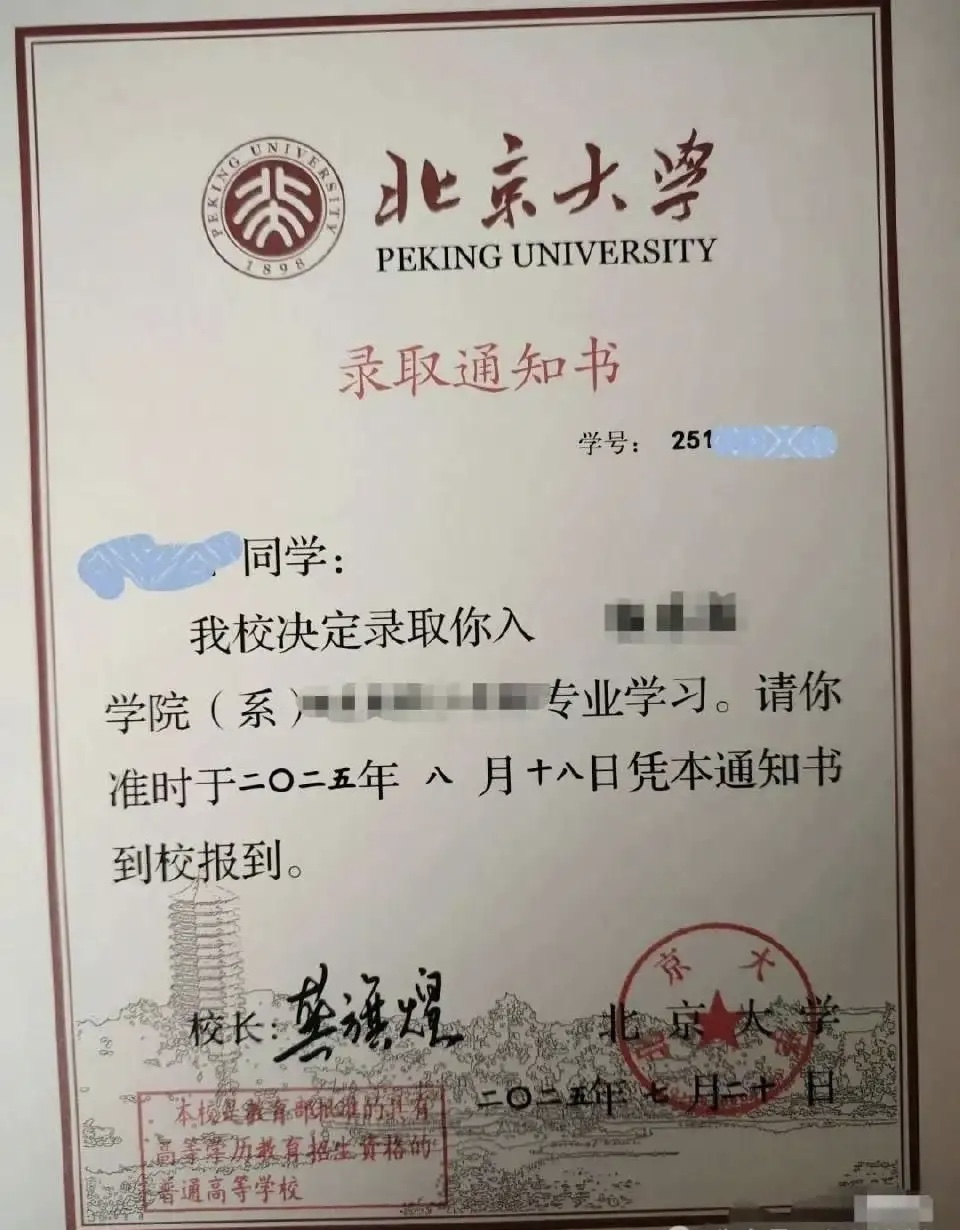 PEKING UNIVERSITY
1898
北京大学
PEKING UNIVERSITY
录取通知书
学号： 251
同学：
我校决定录取你入
学院（系） 专业学习。请你
准时于二〇二五年 八 月十八日凭本通知书
到校报到。
校长：龚旗煌
北京大学
北京大学
二〇二五年 七 月二十 日
本校是教育部批准的具有
高等学历教育招生资格的
普通高等学校